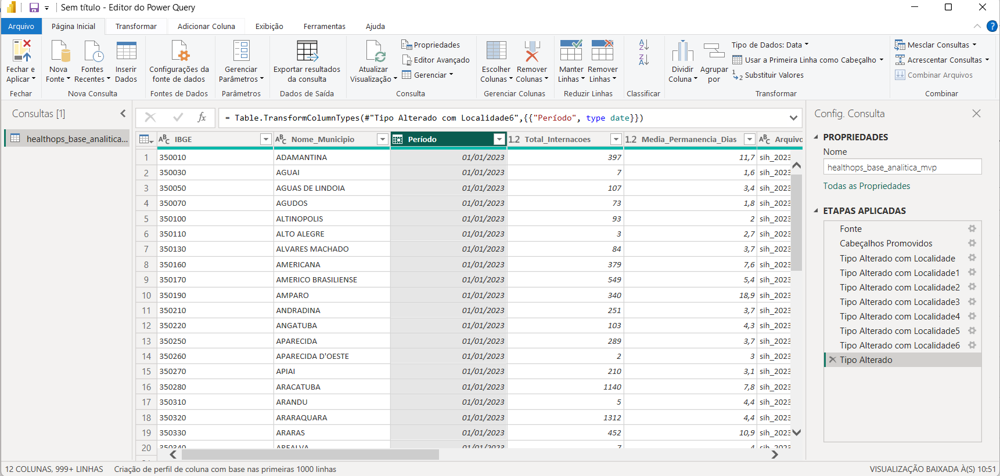 Sem título - Editor do Power Query
Arquivo Página Inicial Transformar Adicionar Coluna Exibição Ferramentas Ajuda ?
Fechar e Aplicar
Fechar
Nova Fonte
Fontes Recentes
Inserir Dados
Nova Consulta
Configurações da fonte de dados
Fontes de Dados
Gerenciar Parâmetros
Parâmetros
Exportar resultados da consulta
Dados de Saída
Atualizar Visualização
Propriedades
Editor Avançado
Gerenciar
Consulta
Escolher Colunas
Remover Colunas
Gerenciar Colunas
Manter Linhas
Remover Linhas
Reduzir Linhas
Classificar
Dividir Coluna
Agrupar por
Tipo de Dados: Data
Usar a Primeira Linha como Cabeçalho
Substituir Valores
Transformar
Mesclar Consultas
Acrescentar Consultas
Combinar Arquivos
Combinar
Consultas [1]
healthops_base_analitica...
fx = Table.TransformColumnTypes(#"Tipo Alterado com Localidade6",{{"Período", type date}})
ABC IBGE ABC Nome_Municipio Período 1.2 Total_Internacoes 1.2 Media_Permanencia_Dias ABC Arquivo
1 350010 ADAMANTINA 01/01/2023 397 11,7 sih_2023
2 350030 AGUAI 01/01/2023 7 1,6 sih_2023
3 350050 AGUAS DE LINDOIA 01/01/2023 107 3,4 sih_2023
4 350070 AGUDOS 01/01/2023 73 1,8 sih_2023
5 350100 ALTINOPOLIS 01/01/2023 93 2 sih_2023
6 350110 ALTO ALEGRE 01/01/2023 3 2,7 sih_2023
7 350130 ALVARES MACHADO 01/01/2023 84 3,7 sih_2023
8 350160 AMERICANA 01/01/2023 379 7,6 sih_2023
9 350170 AMERICO BRASILIENSE 01/01/2023 549 5,4 sih_2023
10 350190 AMPARO 01/01/2023 340 18,9 sih_2023
11 350210 ANDRADINA 01/01/2023 251 3,7 sih_2023
12 350220 ANGATUBA 01/01/2023 103 4,3 sih_2023
13 350250 APARECIDA 01/01/2023 289 3,7 sih_2023
14 350260 APARECIDA D'OESTE 01/01/2023 2 3 sih_2023
15 350270 APIAI 01/01/2023 210 3,1 sih_2023
16 350280 ARACATUBA 01/01/2023 1140 7,8 sih_2023
17 350310 ARANDU 01/01/2023 5 4,4 sih_2023
18 350320 ARARAQUARA 01/01/2023 1312 4,4 sih_2023
19 350330 ARARAS 01/01/2023 452 10,9 sih_2023
20 350340 AREALVA 01/01/2023 7 4 sih_2023
Config. Consulta
PROPRIEDADES
Nome
healthops_base_analitica_mvp
Todas as Propriedades
ETAPAS APLICADAS
Fonte
Cabeçalhos Promovidos
Tipo Alterado com Localidade
Tipo Alterado com Localidade1
Tipo Alterado com Localidade2
Tipo Alterado com Localidade3
Tipo Alterado com Localidade4
Tipo Alterado com Localidade5
Tipo Alterado com Localidade6
Tipo Alterado
12 COLUNAS, 999+ LINHAS Criação de perfil de coluna com base nas primeiras 1000 linhas VISUALIZAÇÃO BAIXADA À(S) 10:51